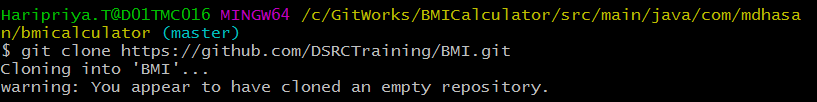 Haripriya.T@D01TMC016 MINGW64 /c/GitWorks/BMICalculator/src/main/java/com/mdhasa
n/bmicalculator (master)
$ git clone https://github.com/DSRCTraining/BMI.git
Cloning into 'BMI'...
warning: You appear to have cloned an empty repository.